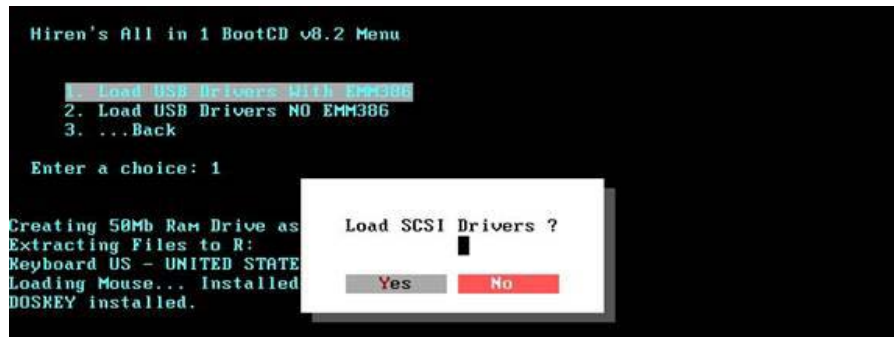 Hiren's All in 1 BootCD v8.2 Menu
1. Load USB Drivers With EMM386
2. Load USB Drivers NO EMM386
3. ...Back
Enter a choice: 1
Creating 50Mb Ram Drive as
Extracting Files to R:
Keyboard US - UNITED STATE
Loading Mouse... Installed
DOSKEY installed.
Load SCSI Drivers ?
Yes No